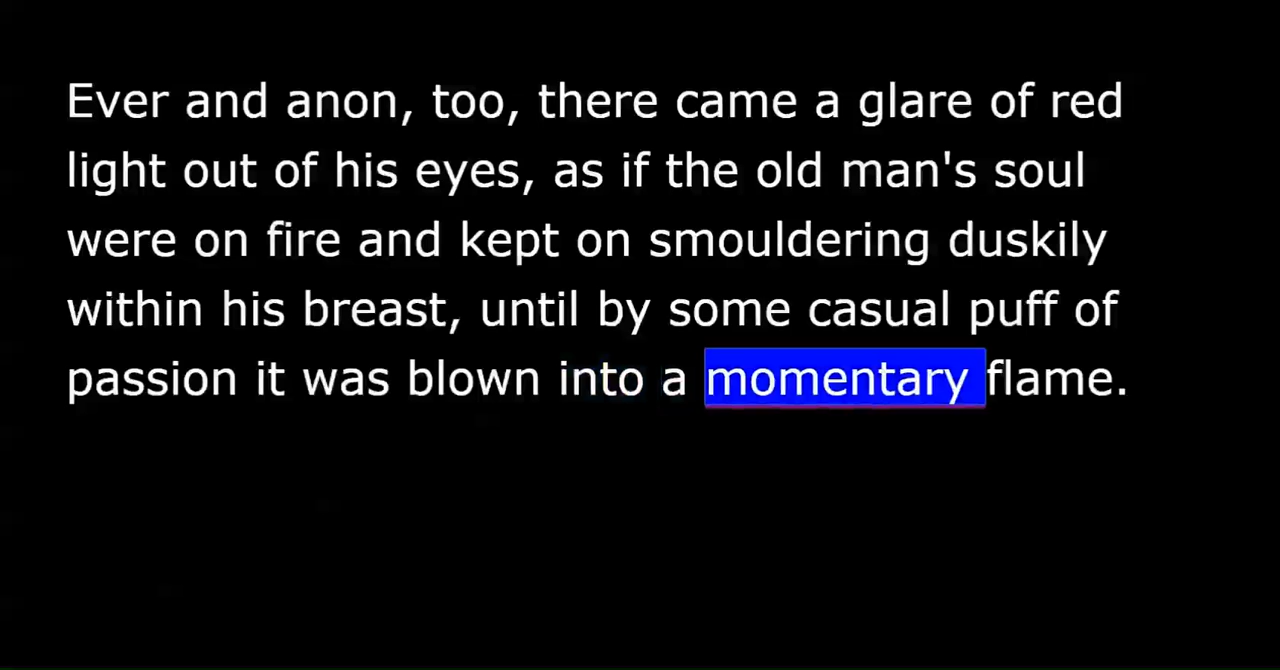 Ever and anon, too, there came a glare of red
light out of his eyes, as if the old man's soul
were on fire and kept on smouldering duskily
within his breast, until by some casual puff of
passion it was blown into a momentary flame.